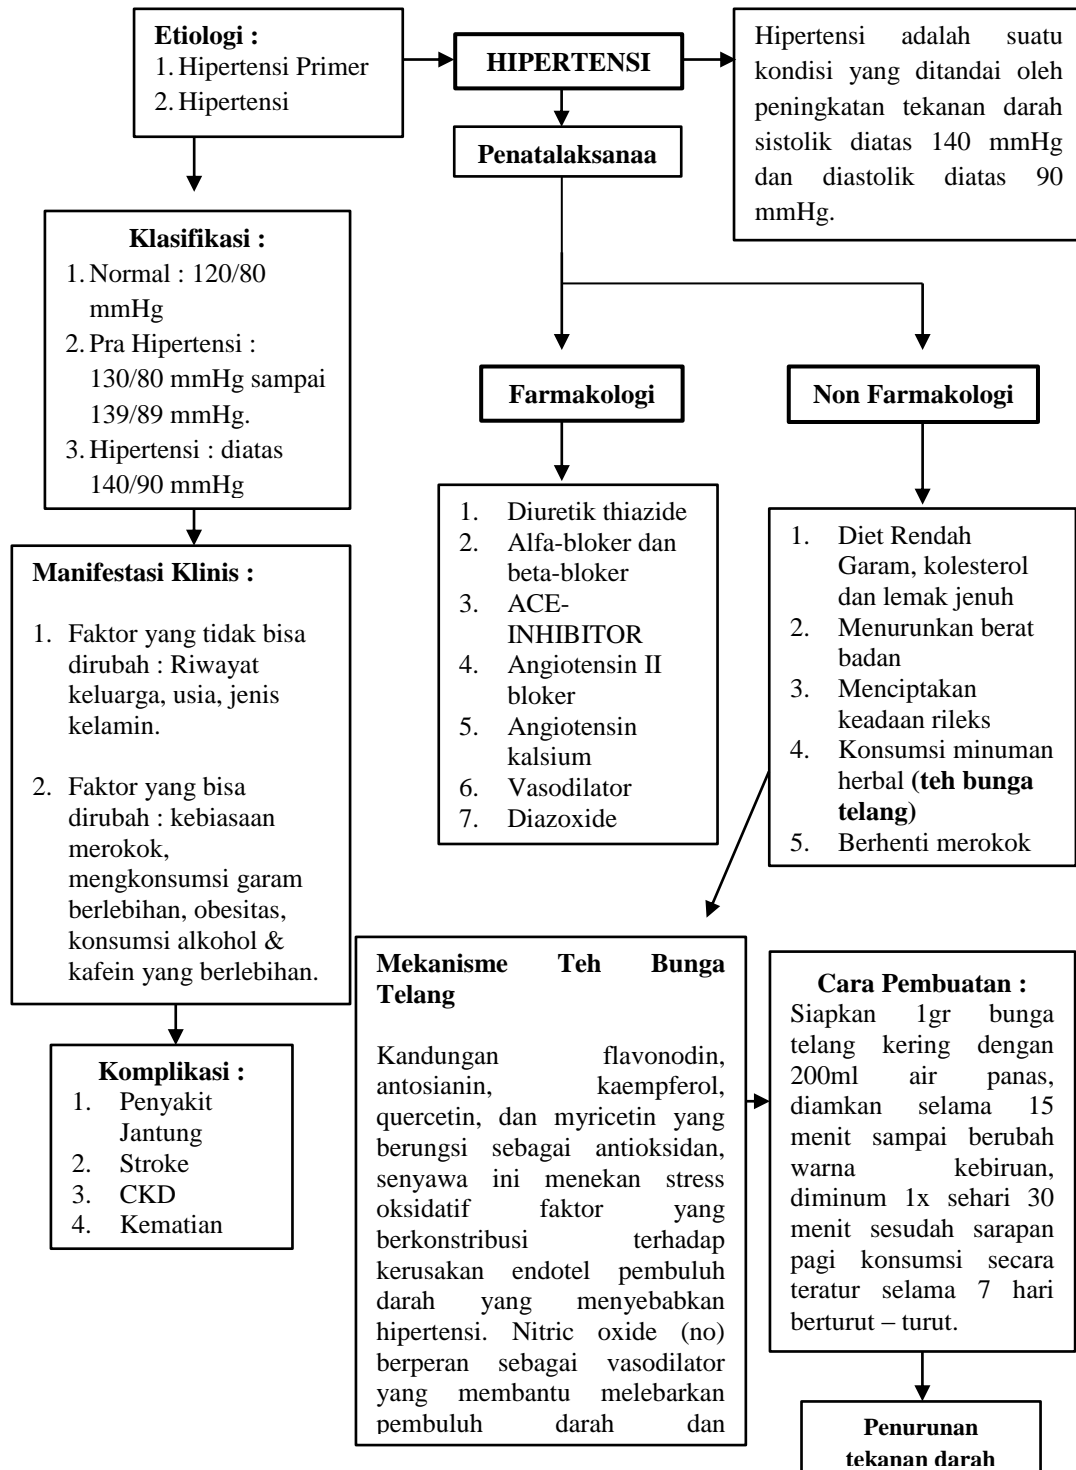 Etiologi :
1. Hipertensi Primer
2. Hipertensi
HIPERTENSI
Hipertensi adalah suatu
kondisi yang ditandai oleh
peningkatan tekanan darah
sistolik diatas 140 mmHg
dan diastolik diatas 90
mmHg.
Penatalaksanaa
Klasifikasi :
1. Normal : 120/80
mmHg
2. Pra Hipertensi :
130/80 mmHg sampai
139/89 mmHg.
3. Hipertensi : diatas
140/90 mmHg
Farmakologi
Non Farmakologi
1. Diuretik thiazide
2. Alfa-bloker dan
beta-bloker
3. ACE-
INHIBITOR
4. Angiotensin II
bloker
5. Angiotensin
kalsium
6. Vasodilator
7. Diazoxide
1. Diet Rendah
Garam, kolesterol
dan lemak jenuh
2. Menurunkan berat
badan
3. Menciptakan
keadaan rileks
4. Konsumsi minuman
herbal (teh bunga
telang)
5. Berhenti merokok
Manifestasi Klinis :
1. Faktor yang tidak bisa
dirubah : Riwayat
keluarga, usia, jenis
kelamin.
2. Faktor yang bisa
dirubah : kebiasaan
merokok,
mengkonsumsi garam
berlebihan, obesitas,
konsumsi alkohol &
kafein yang berlebihan.
Komplikasi :
1. Penyakit
Jantung
2. Stroke
3. CKD
4. Kematian
Mekanisme Teh Bunga
Telang
Kandungan flavonodin,
antosianin, kaempferol,
quercetin, dan myricetin yang
berungsi sebagai antioksidan,
senyawa ini menekan stress
oksidatif faktor yang
berkonstribusi terhadap
kerusakan endotel pembuluh
darah yang menyebabkan
hipertensi. Nitric oxide (no)
berperan sebagai vasodilator
yang membantu melebarkan
pembuluh darah dan
Cara Pembuatan :
Siapkan 1gr bunga
telang kering dengan
200ml air panas,
diamkan selama 15
menit sampai berubah
warna kebiruan,
diminum 1x sehari 30
menit sesudah sarapan
pagi konsumsi secara
teratur selama 7 hari
berturut – turut.
Penurunan
tekanan darah